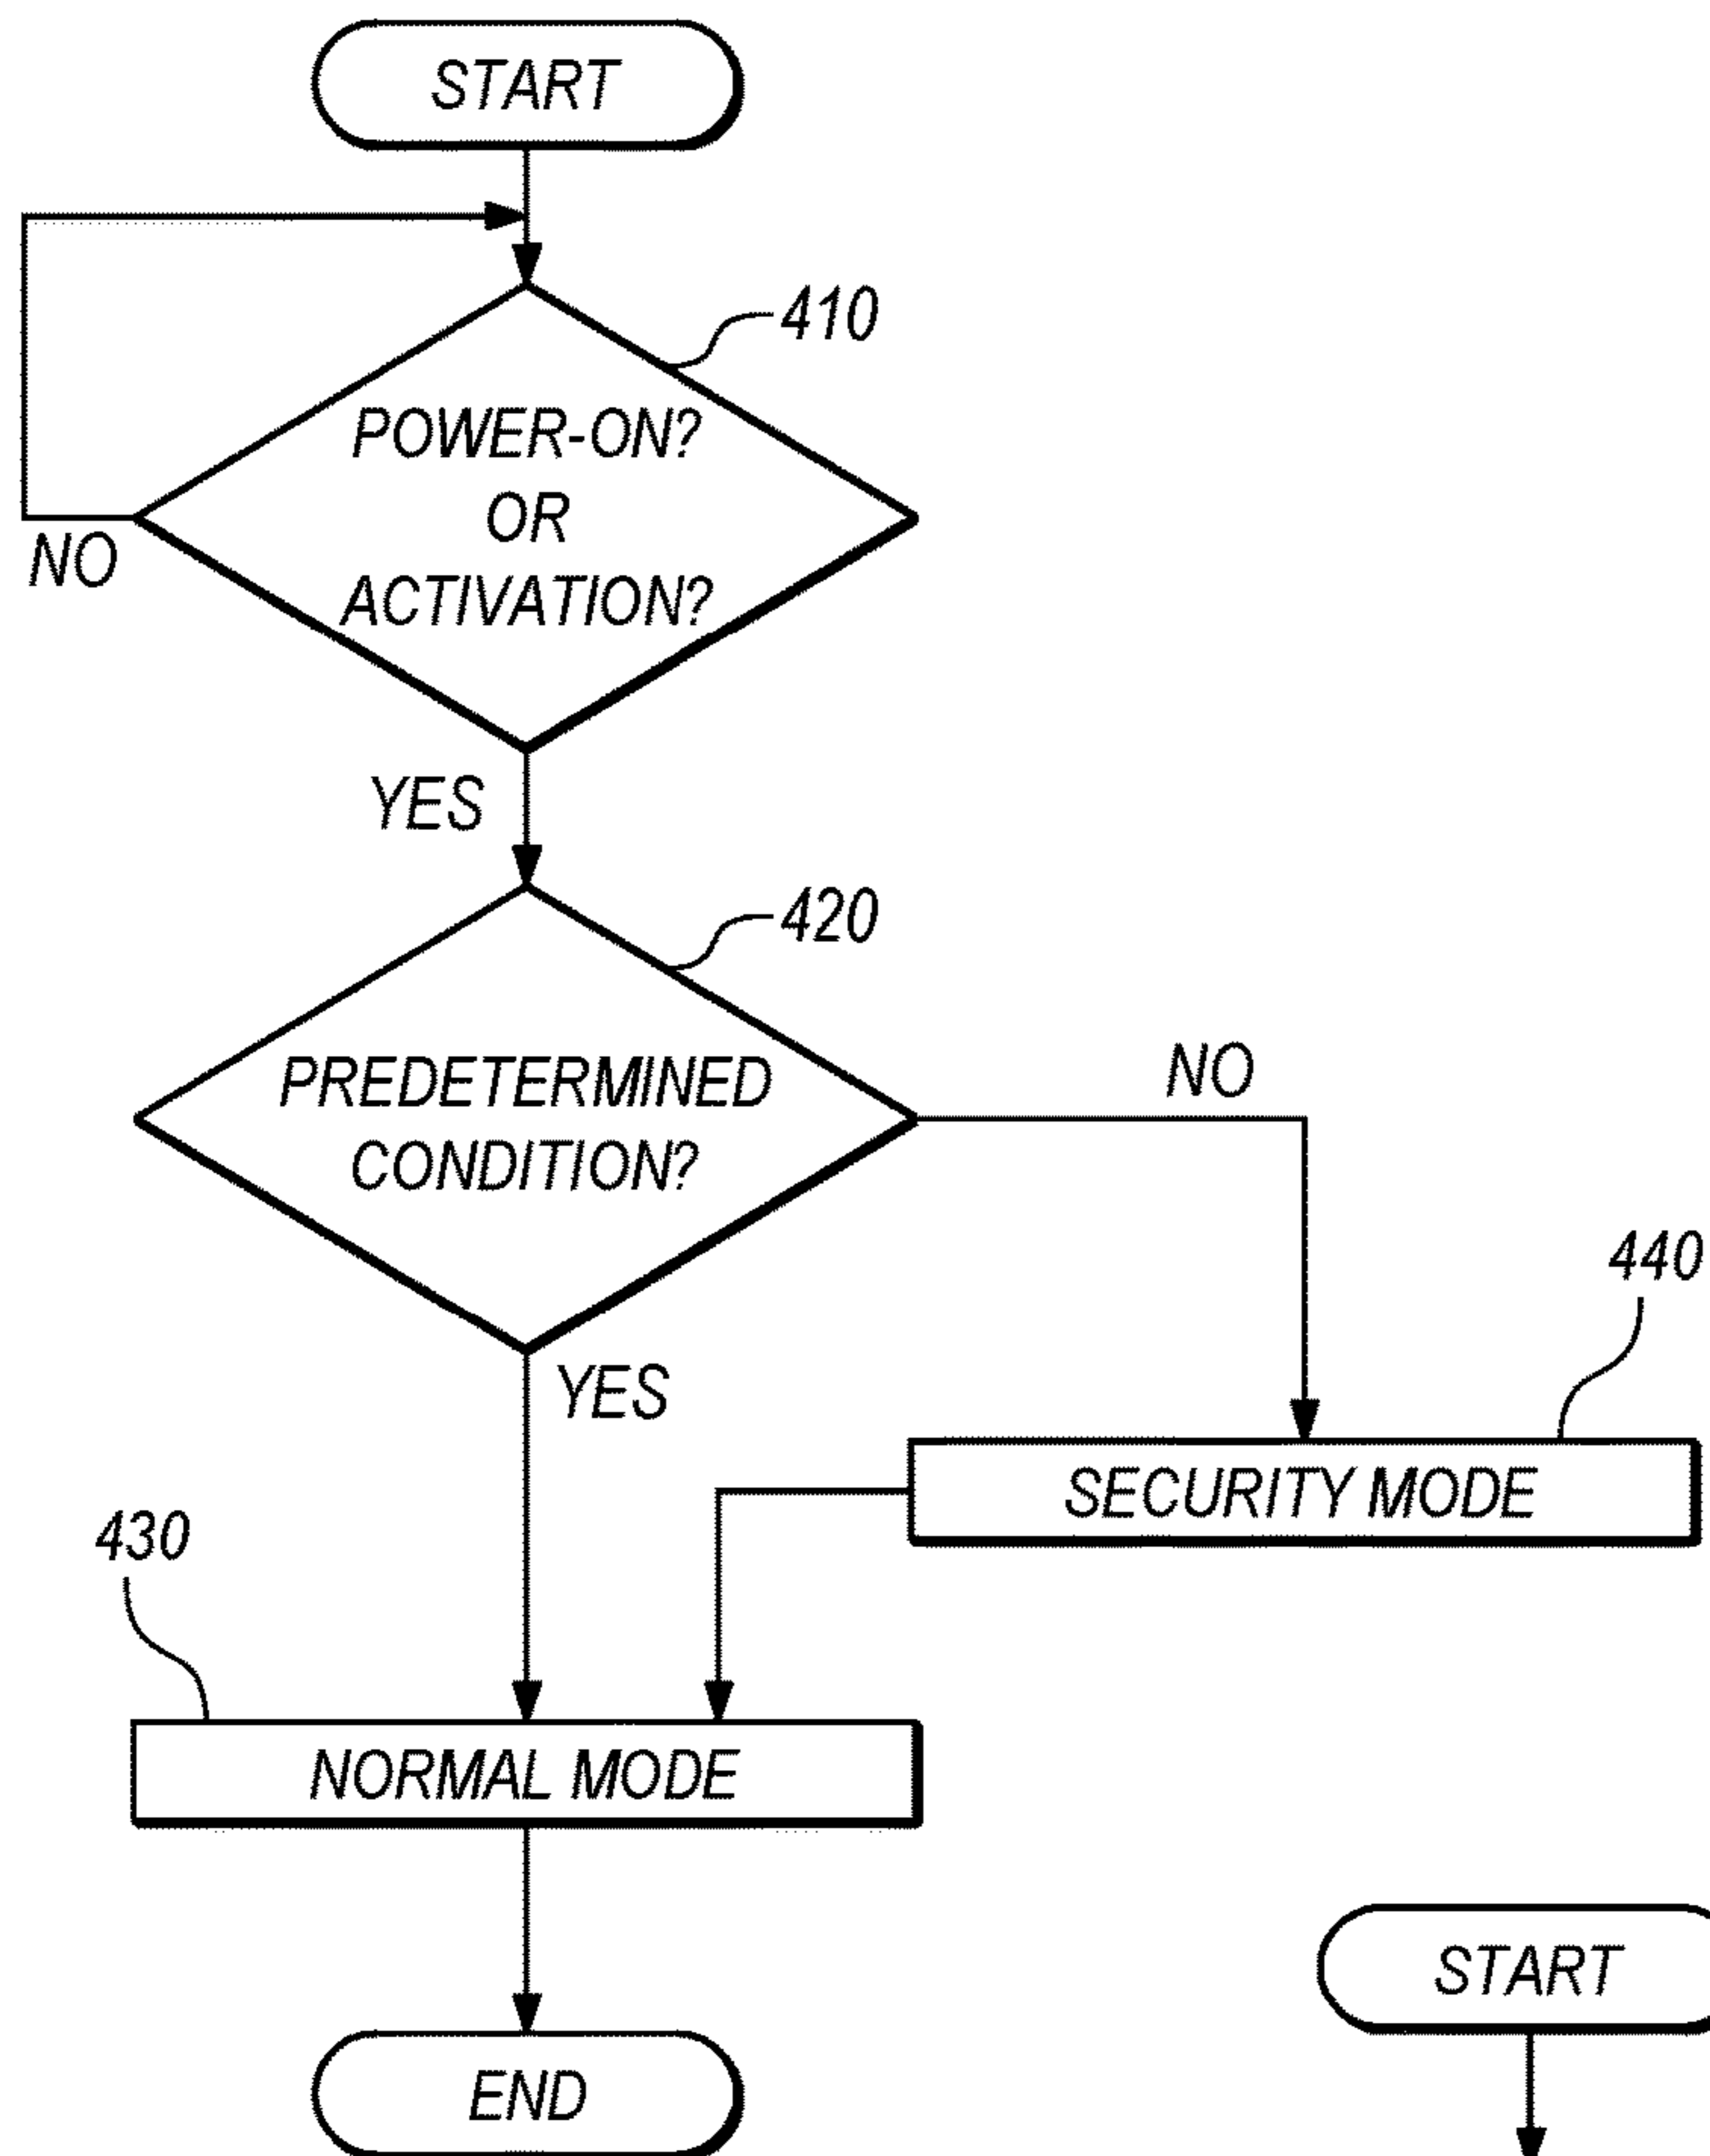 START
410
POWER-ON?
OR
ACTIVATION?
NO
YES
420
PREDETERMINED
CONDITION?
NO
YES
440
SECURITY MODE
430
NORMAL MODE
START
END